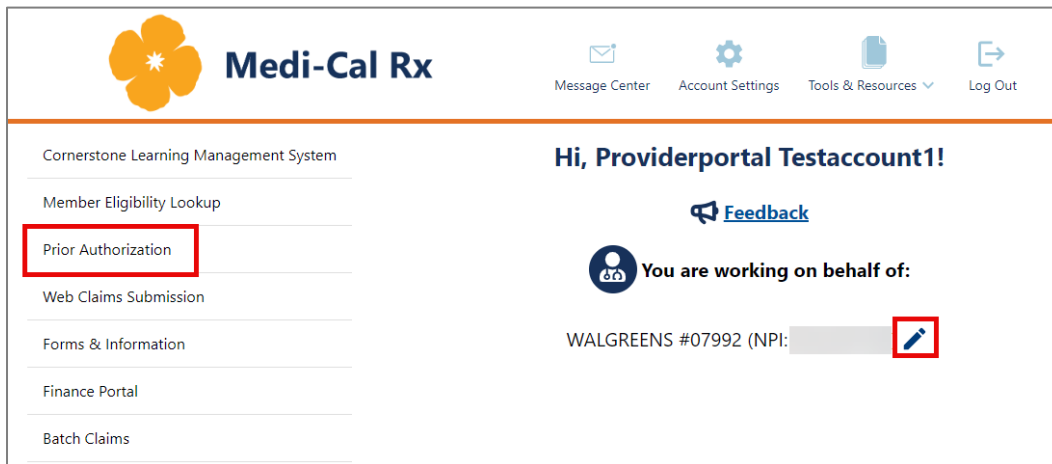 Medi-Cal Rx
Message Center
Account Settings
Tools & Resources
Log Out
Cornerstone Learning Management System
Member Eligibility Lookup
Prior Authorization
Web Claims Submission
Forms & Information
Finance Portal
Batch Claims
Hi, Providerportal Testaccount1!
Feedback
You are working on behalf of:
WALGREENS #07992 (NPI: